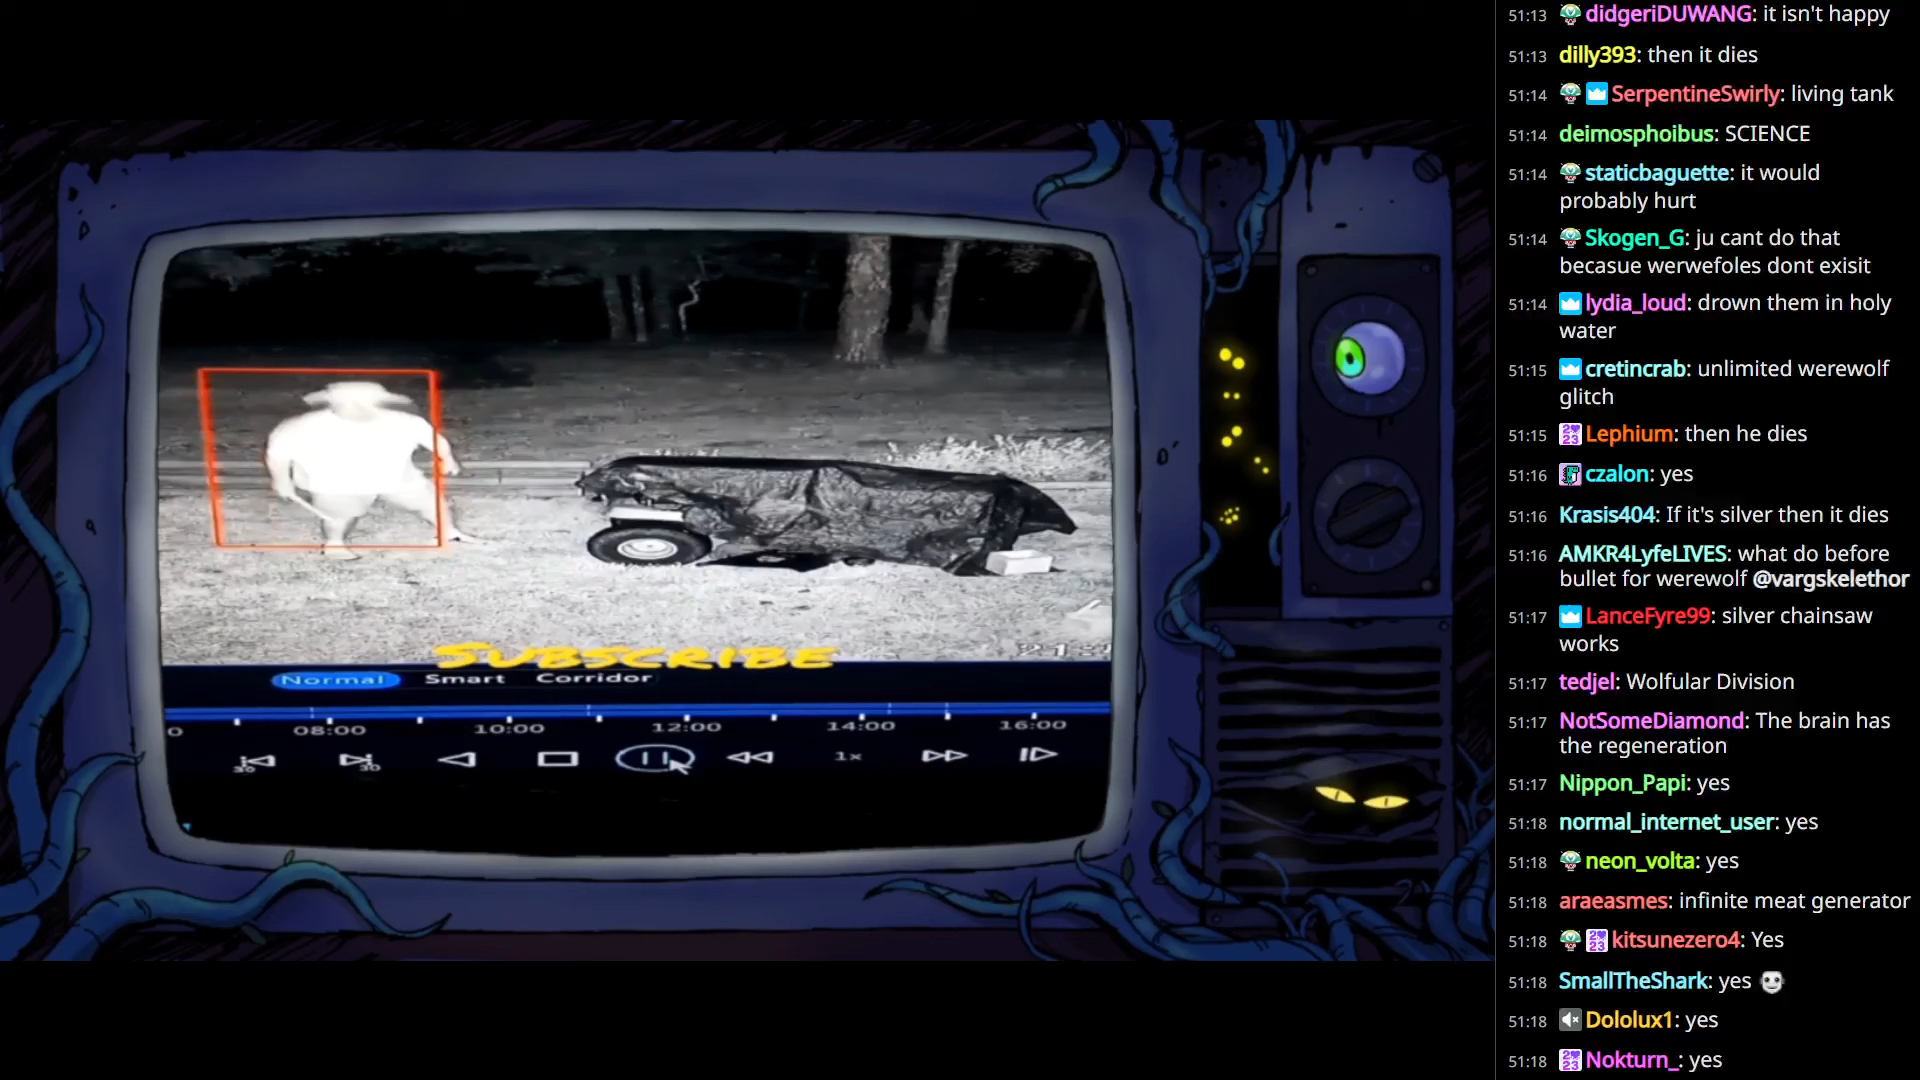 SUBSCRIBE
Normal Smart Corridor
08:00 10:00 12:00 14:00 16:00
30 30 1x
51:13 didgeriDUWANG: it isn't happy
51:13 dilly393: then it dies
51:14 SerpentineSwirly: living tank
51:14 deimosphoibus: SCIENCE
51:14 staticbaguette: it would
probably hurt
51:14 Skogen_G: ju cant do that
becasue werwefoles dont exisit
51:14 lydia_loud: drown them in holy
water
51:15 cretincrab: unlimited werewolf
glitch
51:15 Lephium: then he dies
51:16 czalon: yes
51:16 Krasis404: If it's silver then it dies
51:16 AMKR4LyfeLIVES: what do before
bullet for werewolf @vargskelethor
51:17 LanceFyre99: silver chainsaw
works
51:17 tedjel: Wolfular Division
51:17 NotSomeDiamond: The brain has
the regeneration
51:17 Nippon_Papi: yes
51:18 normal_internet_user: yes
51:18 neon_volta: yes
51:18 araeasmes: infinite meat generator
51:18 kitsunezero4: Yes
51:18 SmallTheShark: yes
51:18 Dololux1: yes
51:18 Nokturn_: yes